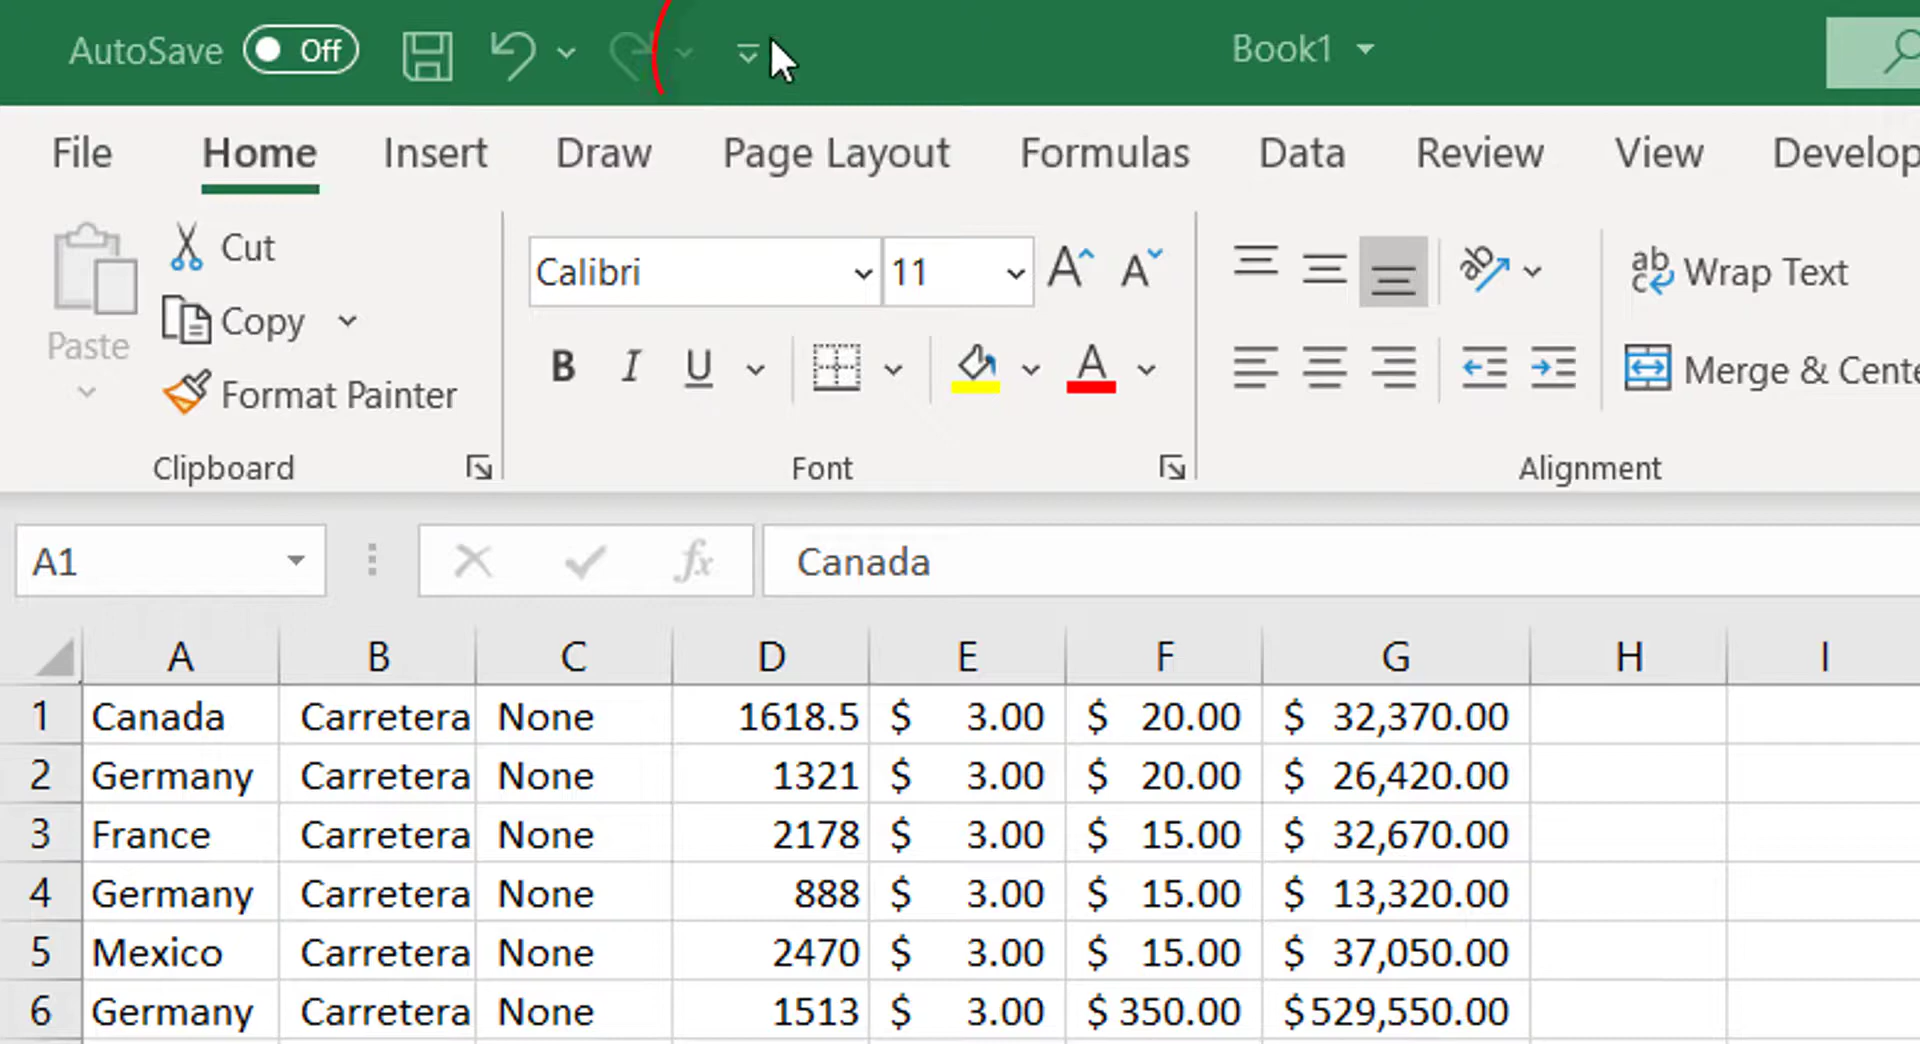 AutoSave Off Book1
File Home Insert Draw Page Layout Formulas Data Review View Develop
Paste
Cut
Copy
Format Painter
Clipboard
Calibri 11 A A
B I U A
Font
ab Wrap Text
Merge & Cente
Alignment
A1 fx Canada
A B C D E F G H I
1 Canada Carretera None 1618.5 $ 3.00 $ 20.00 $ 32,370.00
2 Germany Carretera None 1321 $ 3.00 $ 20.00 $ 26,420.00
3 France Carretera None 2178 $ 3.00 $ 15.00 $ 32,670.00
4 Germany Carretera None 888 $ 3.00 $ 15.00 $ 13,320.00
5 Mexico Carretera None 2470 $ 3.00 $ 15.00 $ 37,050.00
6 Germany Carretera None 1513 $ 3.00 $ 350.00 $529,550.00